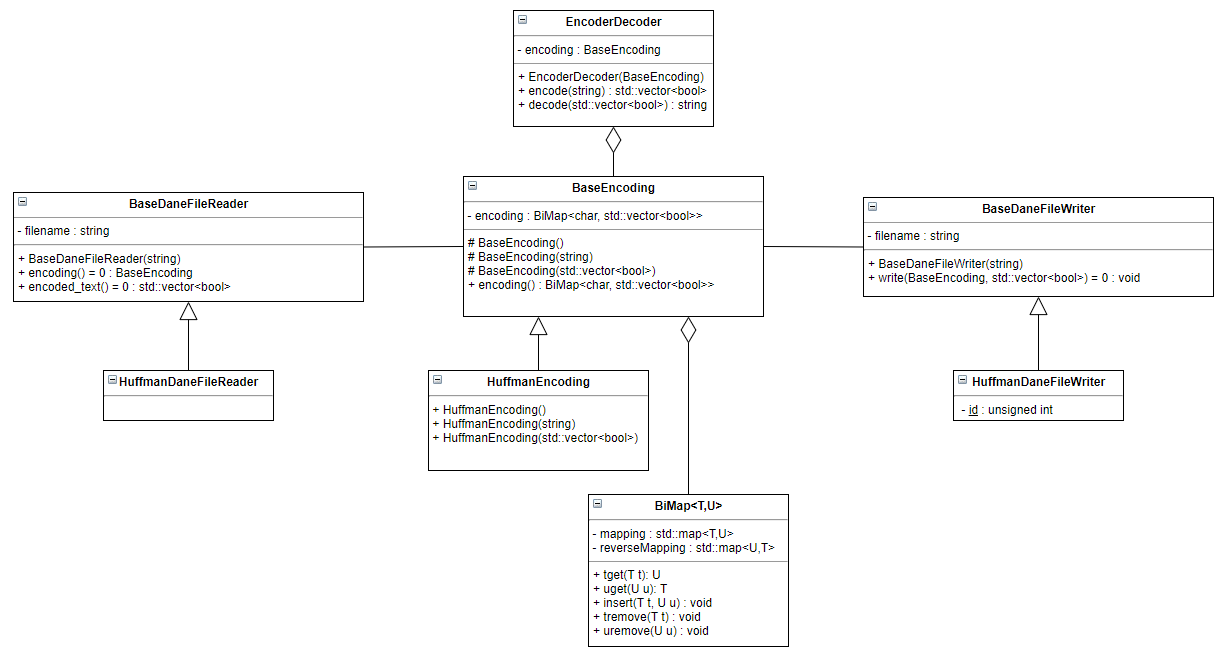 EncoderDecoder
- encoding : BaseEncoding
+ EncoderDecoder(BaseEncoding)
+ encode(string) : std::vector<bool>
+ decode(std::vector<bool>) : string
BaseDaneFileReader
- filename : string
+ BaseDaneFileReader(string)
+ encoding() = 0 : BaseEncoding
+ encoded_text() = 0 : std::vector<bool>
BaseEncoding
- encoding : BiMap<char, std::vector<bool>>
# BaseEncoding()
# BaseEncoding(string)
# BaseEncoding(std::vector<bool>)
+ encoding() : BiMap<char, std::vector<bool>>
BaseDaneFileWriter
- filename : string
+ BaseDaneFileWriter(string)
+ write(BaseEncoding, std::vector<bool>) = 0 : void
HuffmanDaneFileReader
HuffmanEncoding
+ HuffmanEncoding()
+ HuffmanEncoding(string)
+ HuffmanEncoding(std::vector<bool>)
HuffmanDaneFileWriter
- id : unsigned int
BiMap<T,U>
- mapping : std::map<T,U>
- reverseMapping : std::map<U,T>
+ tget(T t): U
+ uget(U u): T
+ insert(T t, U u) : void
+ tremove(T t) : void
+ uremove(U u) : void